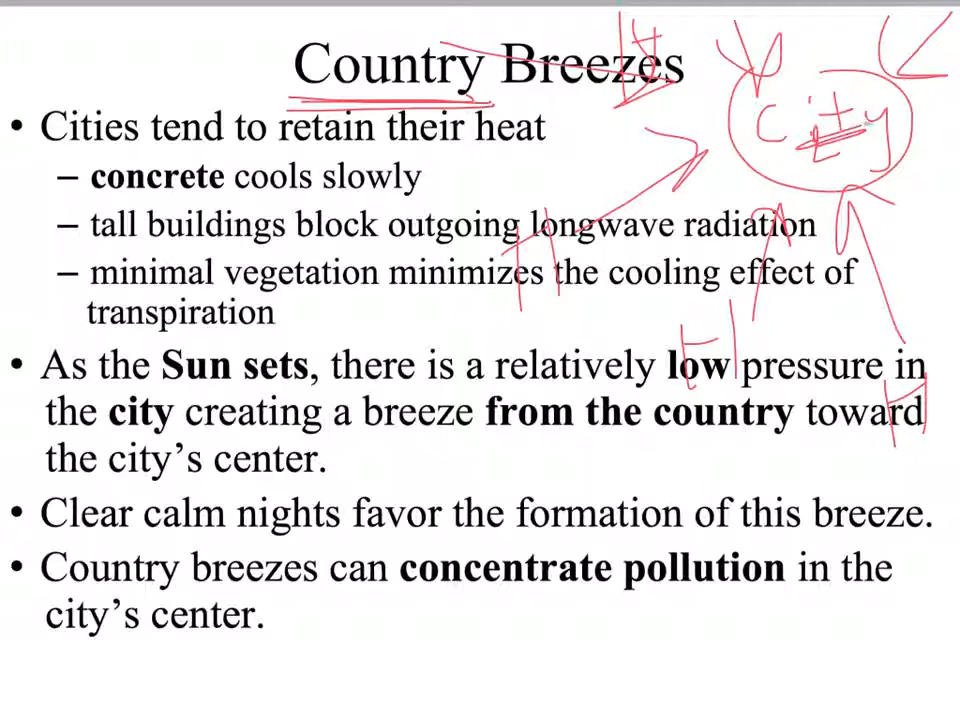 Country Breezes
city
• Cities tend to retain their heat
– concrete cools slowly
– tall buildings block outgoing longwave radiation
– minimal vegetation minimizes the cooling effect of
transpiration
H
H
• As the Sun sets, there is a relatively low pressure in
the city creating a breeze from the country toward
H
the city's center.
• Clear calm nights favor the formation of this breeze.
• Country breezes can concentrate pollution in the
city's center.